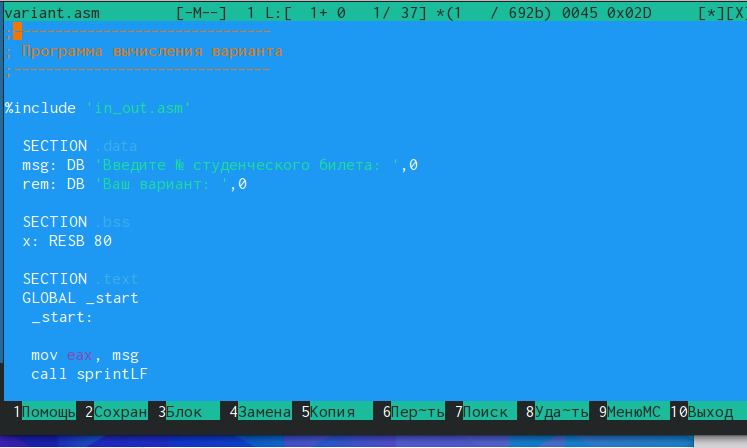 variant.asm [-M--] 1 L:[ 1+ 0 1/ 37] *(1 / 692b) 0045 0x02D [*][X]
;--------------------------------
; Программа вычисления варианта
;--------------------------------
%include 'in_out.asm'
SECTION .data
msg: DB 'Введите № студенческого билета: ',0
rem: DB 'Ваш вариант: ',0
SECTION .bss
x: RESB 80
SECTION .text
GLOBAL _start
_start:
mov eax, msg
call sprintLF
1Помощь 2Сохран 3Блок 4Замена 5Копия 6Пер~ть 7Поиск 8Уда~ть 9МенюMC 10Выход